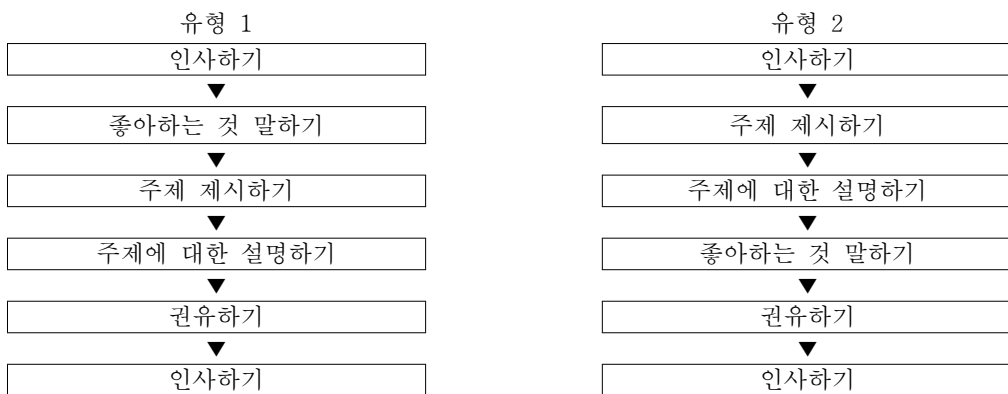 유형 1
인사하기
▼
좋아하는 것 말하기
▼
주제 제시하기
▼
주제에 대한 설명하기
▼
권유하기
▼
인사하기
유형 2
인사하기
▼
주제 제시하기
▼
주제에 대한 설명하기
▼
좋아하는 것 말하기
▼
권유하기
▼
인사하기